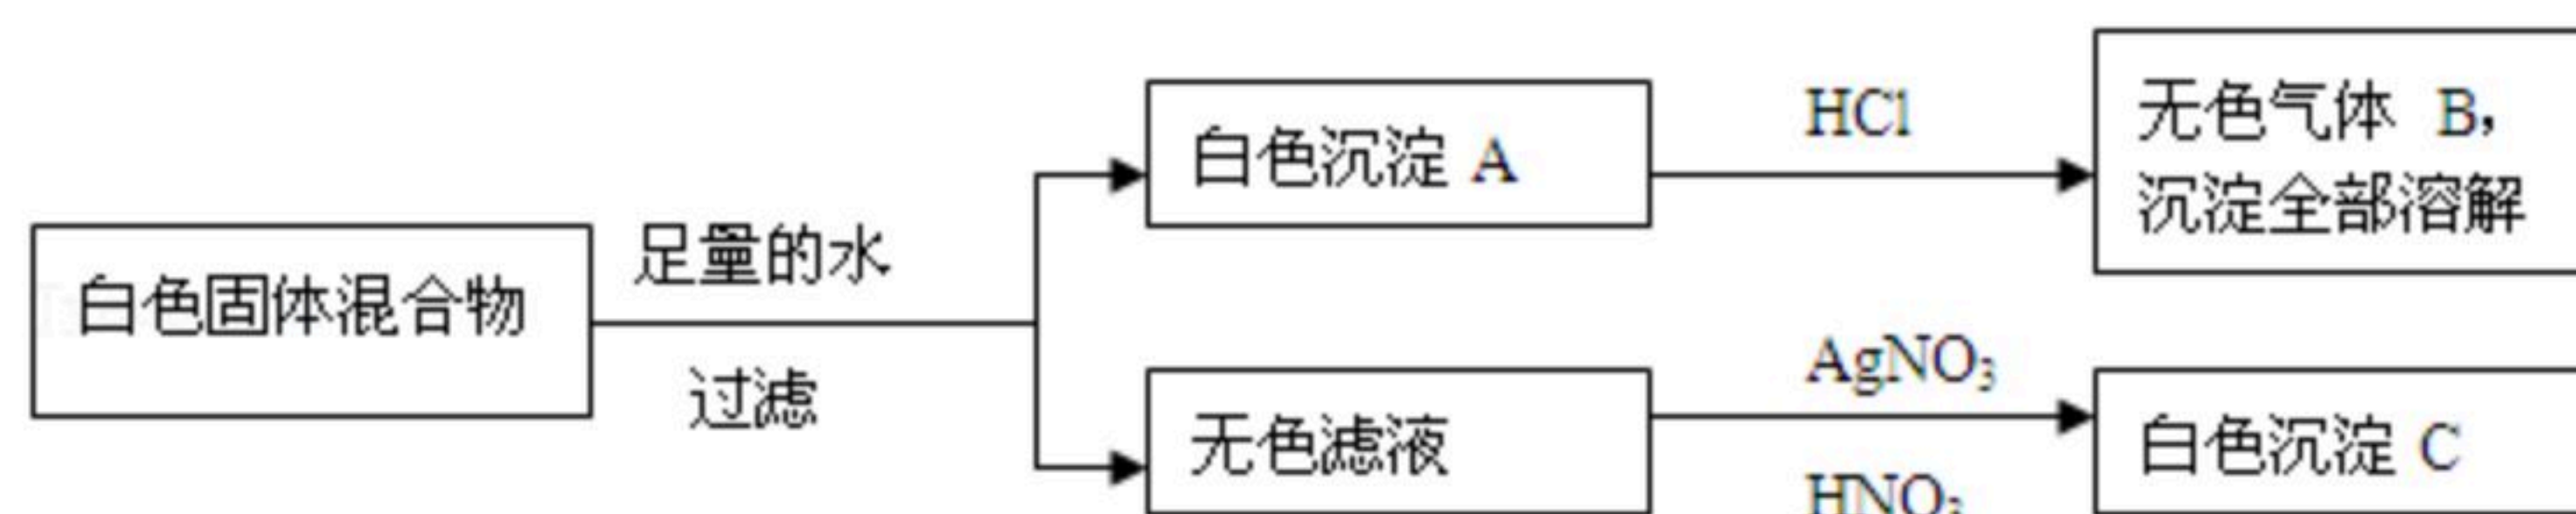 白色固体混合物
足量的水
过滤
白色沉淀 A
HCl
无色气体 B,
沉淀全部溶解
无色滤液
AgNO₃
HNO₃
白色沉淀 C